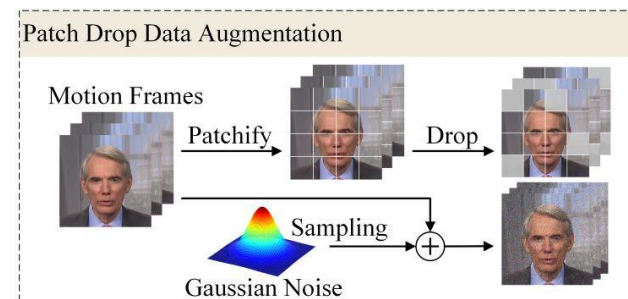 Patch Drop Data Augmentation
Motion Frames
Patchify
Drop
Sampling
Gaussian Noise